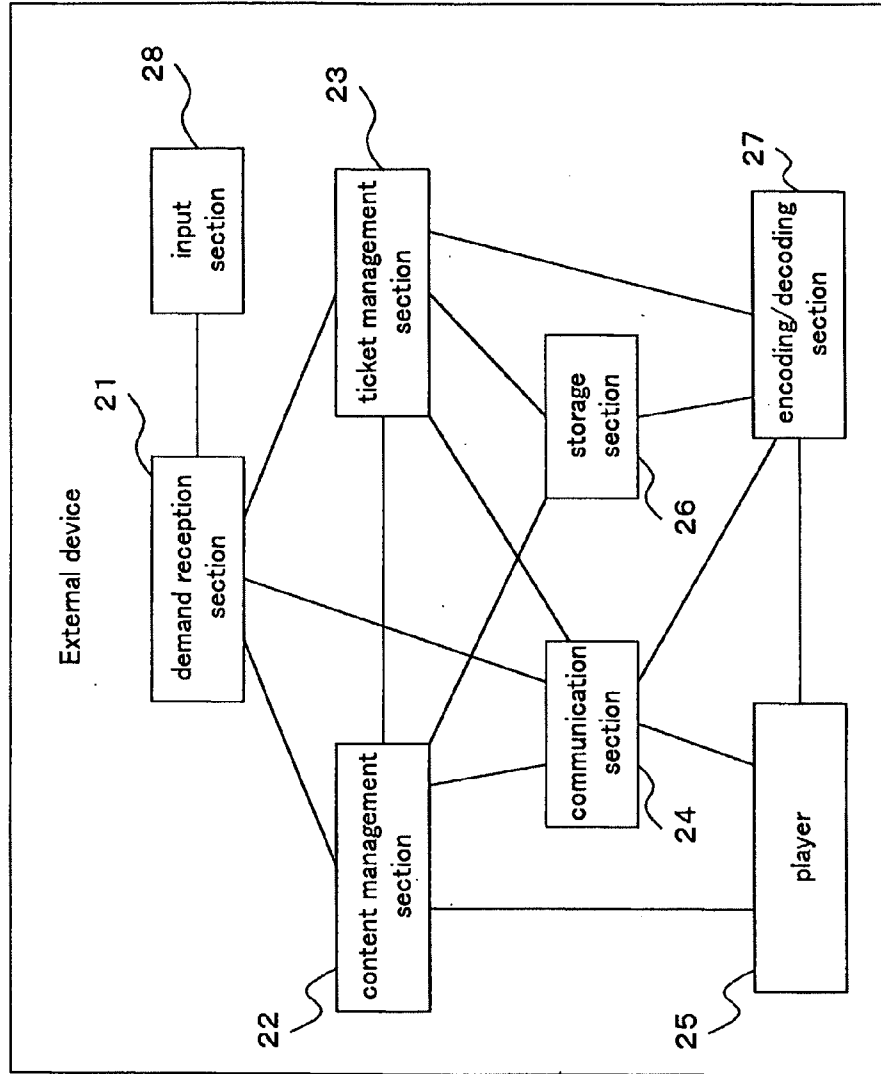 External device
21
28
demand reception
section
input
section
22
23
content management
section
ticket management
section
communication
section
24
storage
section
26
25
27
player
encoding/decoding
section